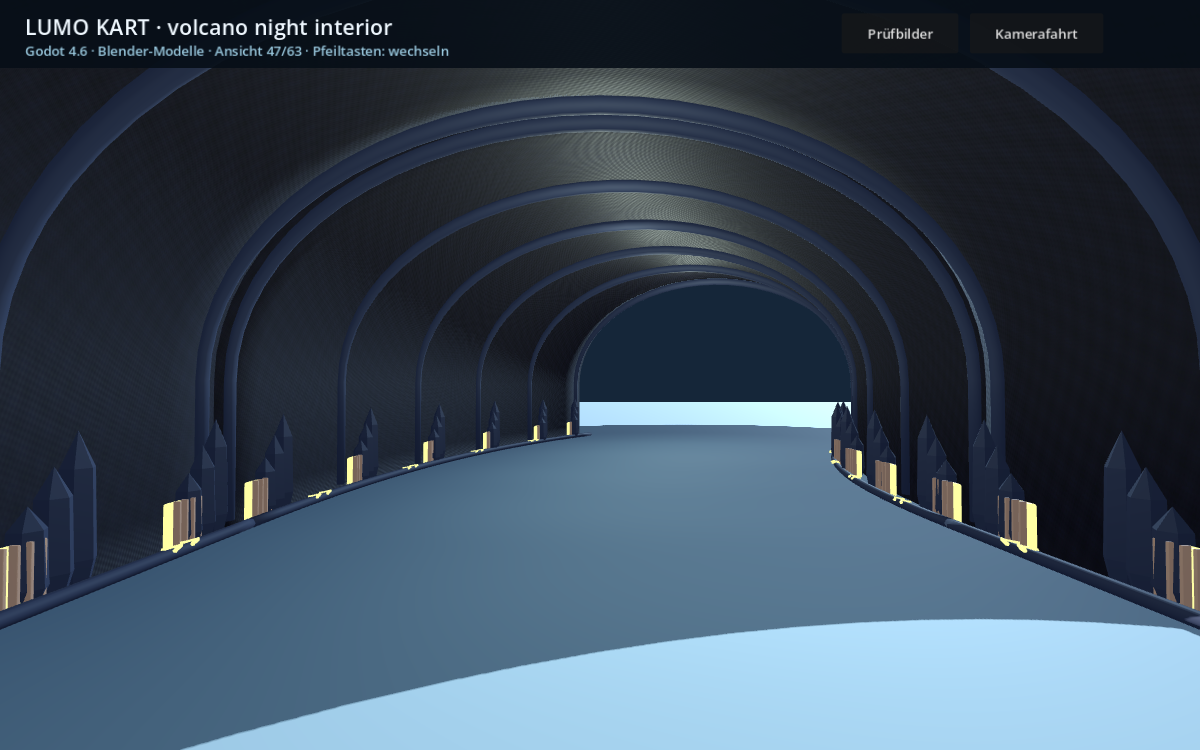 LUMO KART · volcano night interior
Godot 4.6 · Blender-Modelle · Ansicht 47/63 · Pfeiltasten: wechseln
Prüfbilder
Kamerafahrt